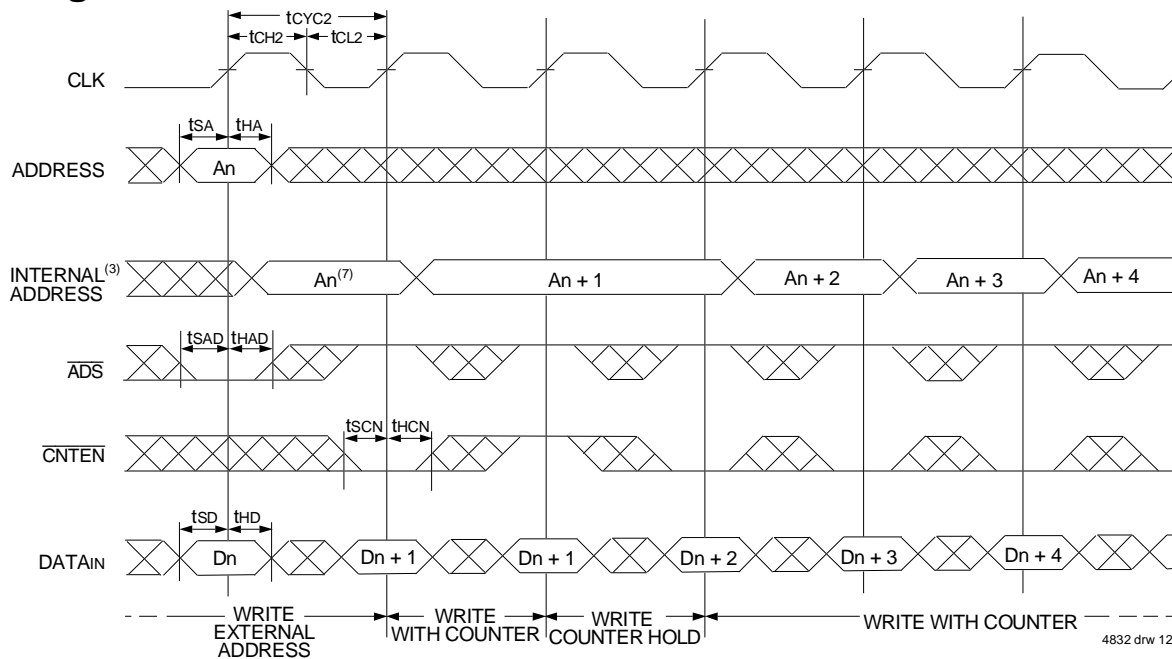 tCYC2
tCH2 tCL2
CLK
tSA tHA
ADDRESS An
INTERNAL(3)
ADDRESS
An(7) An + 1 An + 2 An + 3 An + 4
tSAD tHAD
ADS
tSCN tHCN
CNTEN
tSD tHD
DATAIN Dn Dn + 1 Dn + 1 Dn + 2 Dn + 3 Dn + 4
WRITE
EXTERNAL
ADDRESS
WRITE
WITH COUNTER
WRITE
COUNTER HOLD
WRITE WITH COUNTER
4832 drw 12